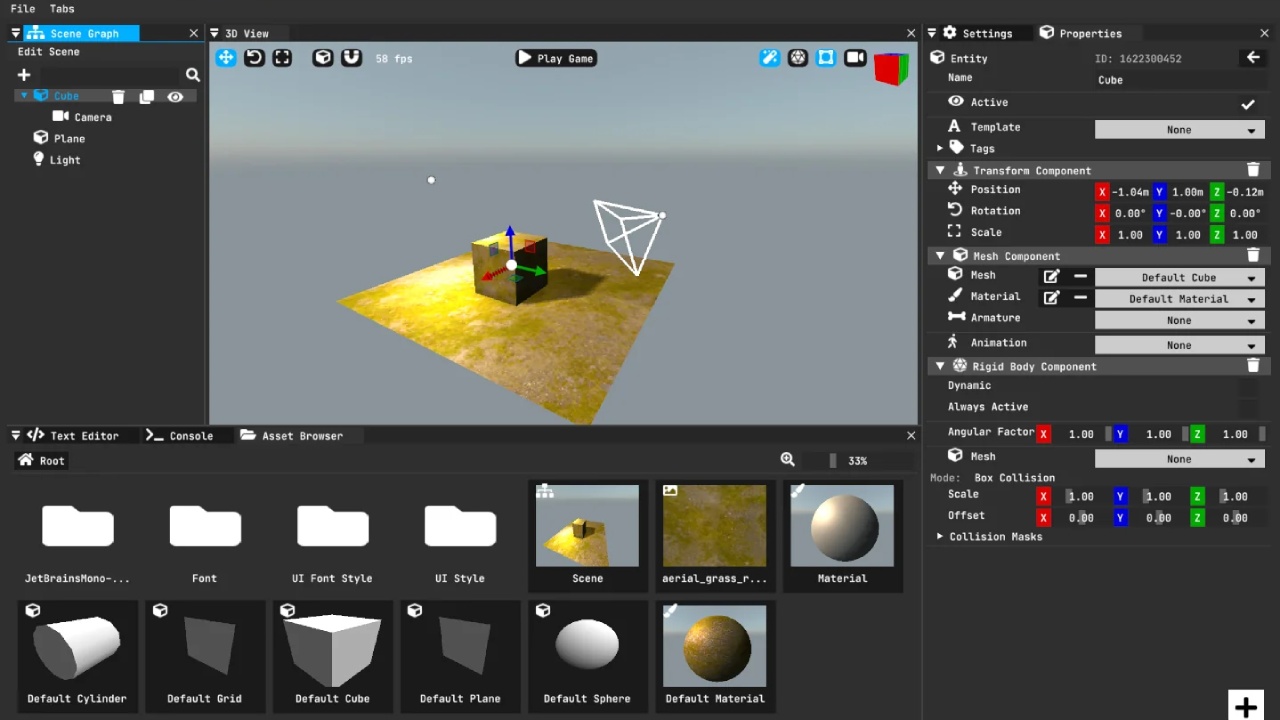 File Tabs
Scene Graph
Edit Scene
Cube
Camera
Plane
Light
3D View
58 fps
Play Game
Settings
Properties
Entity
ID: 1622300452
Name
Cube
Active
Template
None
Tags
Transform Component
Position
X -1.04m Y 1.00m Z -0.12m
Rotation
X 0.00° Y -0.00° Z 0.00°
Scale
X 1.00 Y 1.00 Z 1.00
Mesh Component
Mesh
Default Cube
Material
Default Material
Armature
None
Animation
None
Rigid Body Component
Dynamic
Always Active
Angular Factor X 1.00 Y 1.00 Z 1.00
Mesh
None
Mode: Box Collision
Scale X 1.00 Y 1.00 Z 1.00
Offset X 0.00 Y 0.00 Z 0.00
Collision Masks
Text Editor
Console
Asset Browser
Root
33%
JetBrainsMono-...
Font
UI Font Style
UI Style
Scene
aerial_grass_r...
Material
Default Cylinder
Default Grid
Default Cube
Default Plane
Default Sphere
Default Material